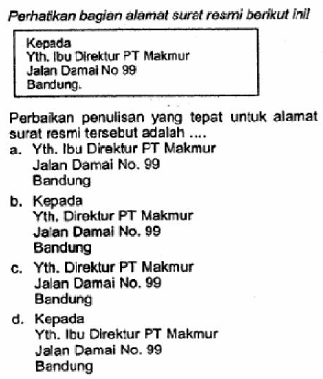 Perhatikan bagian alamat surat resmi berikut ini!
Kepada
Yth. Ibu Direktur PT Makmur
Jalan Damai No 99
Bandung.
Perbaikan penulisan yang tepat untuk alamat
surat resmi tersebut adalah ....
a. Yth. Ibu Direktur PT Makmur
Jalan Damai No. 99
Bandung
b. Kepada
Yth. Direktur PT Makmur
Jalan Damai No. 99
Bandung
c. Yth. Direktur PT Makmur
Jalan Damai No. 99
Bandung
d. Kepada
Yth. Ibu Direktur PT Makmur
Jalan Damai No. 99
Bandung